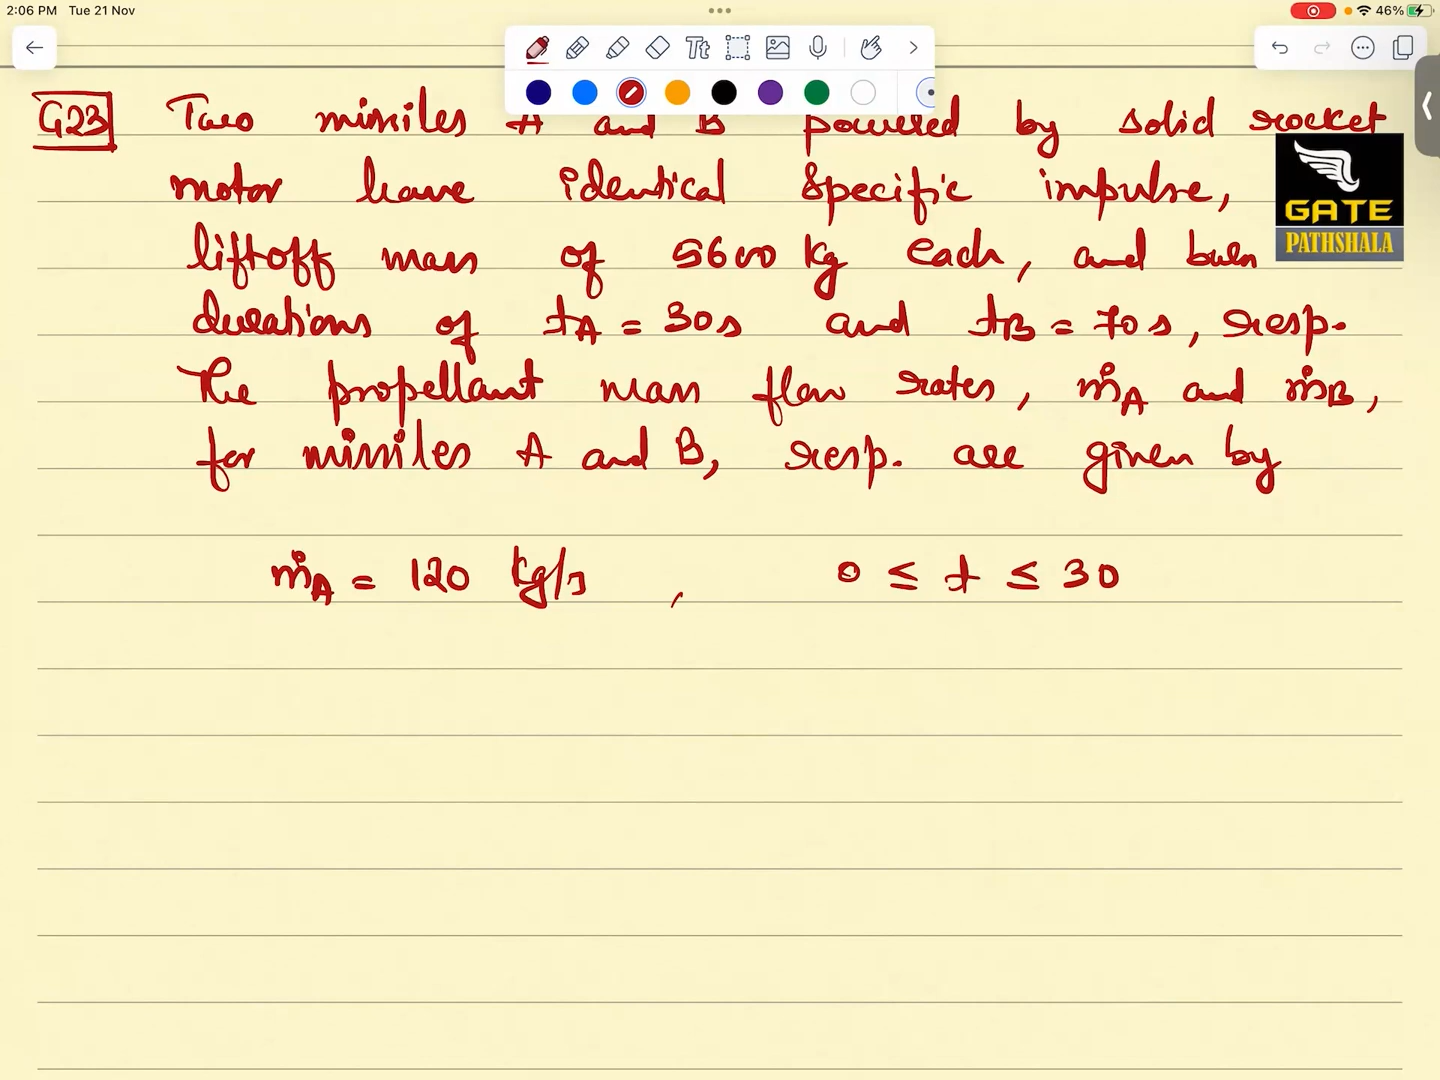 2:06 PM Tue 21 Nov
46%
Tt
G23 Two missiles A and B powered by solid rocket
motor have identical specific impulse,
liftoff mass of 5600 kg each, and burn
durations of tA = 30s and tB = 70s, resp.
The propellant mass flow rates, ṁA and ṁB,
for missiles A and B, resp. are given by
ṁA = 120 kg/s , 0 ≤ t ≤ 30
GATE
PATHSHALA